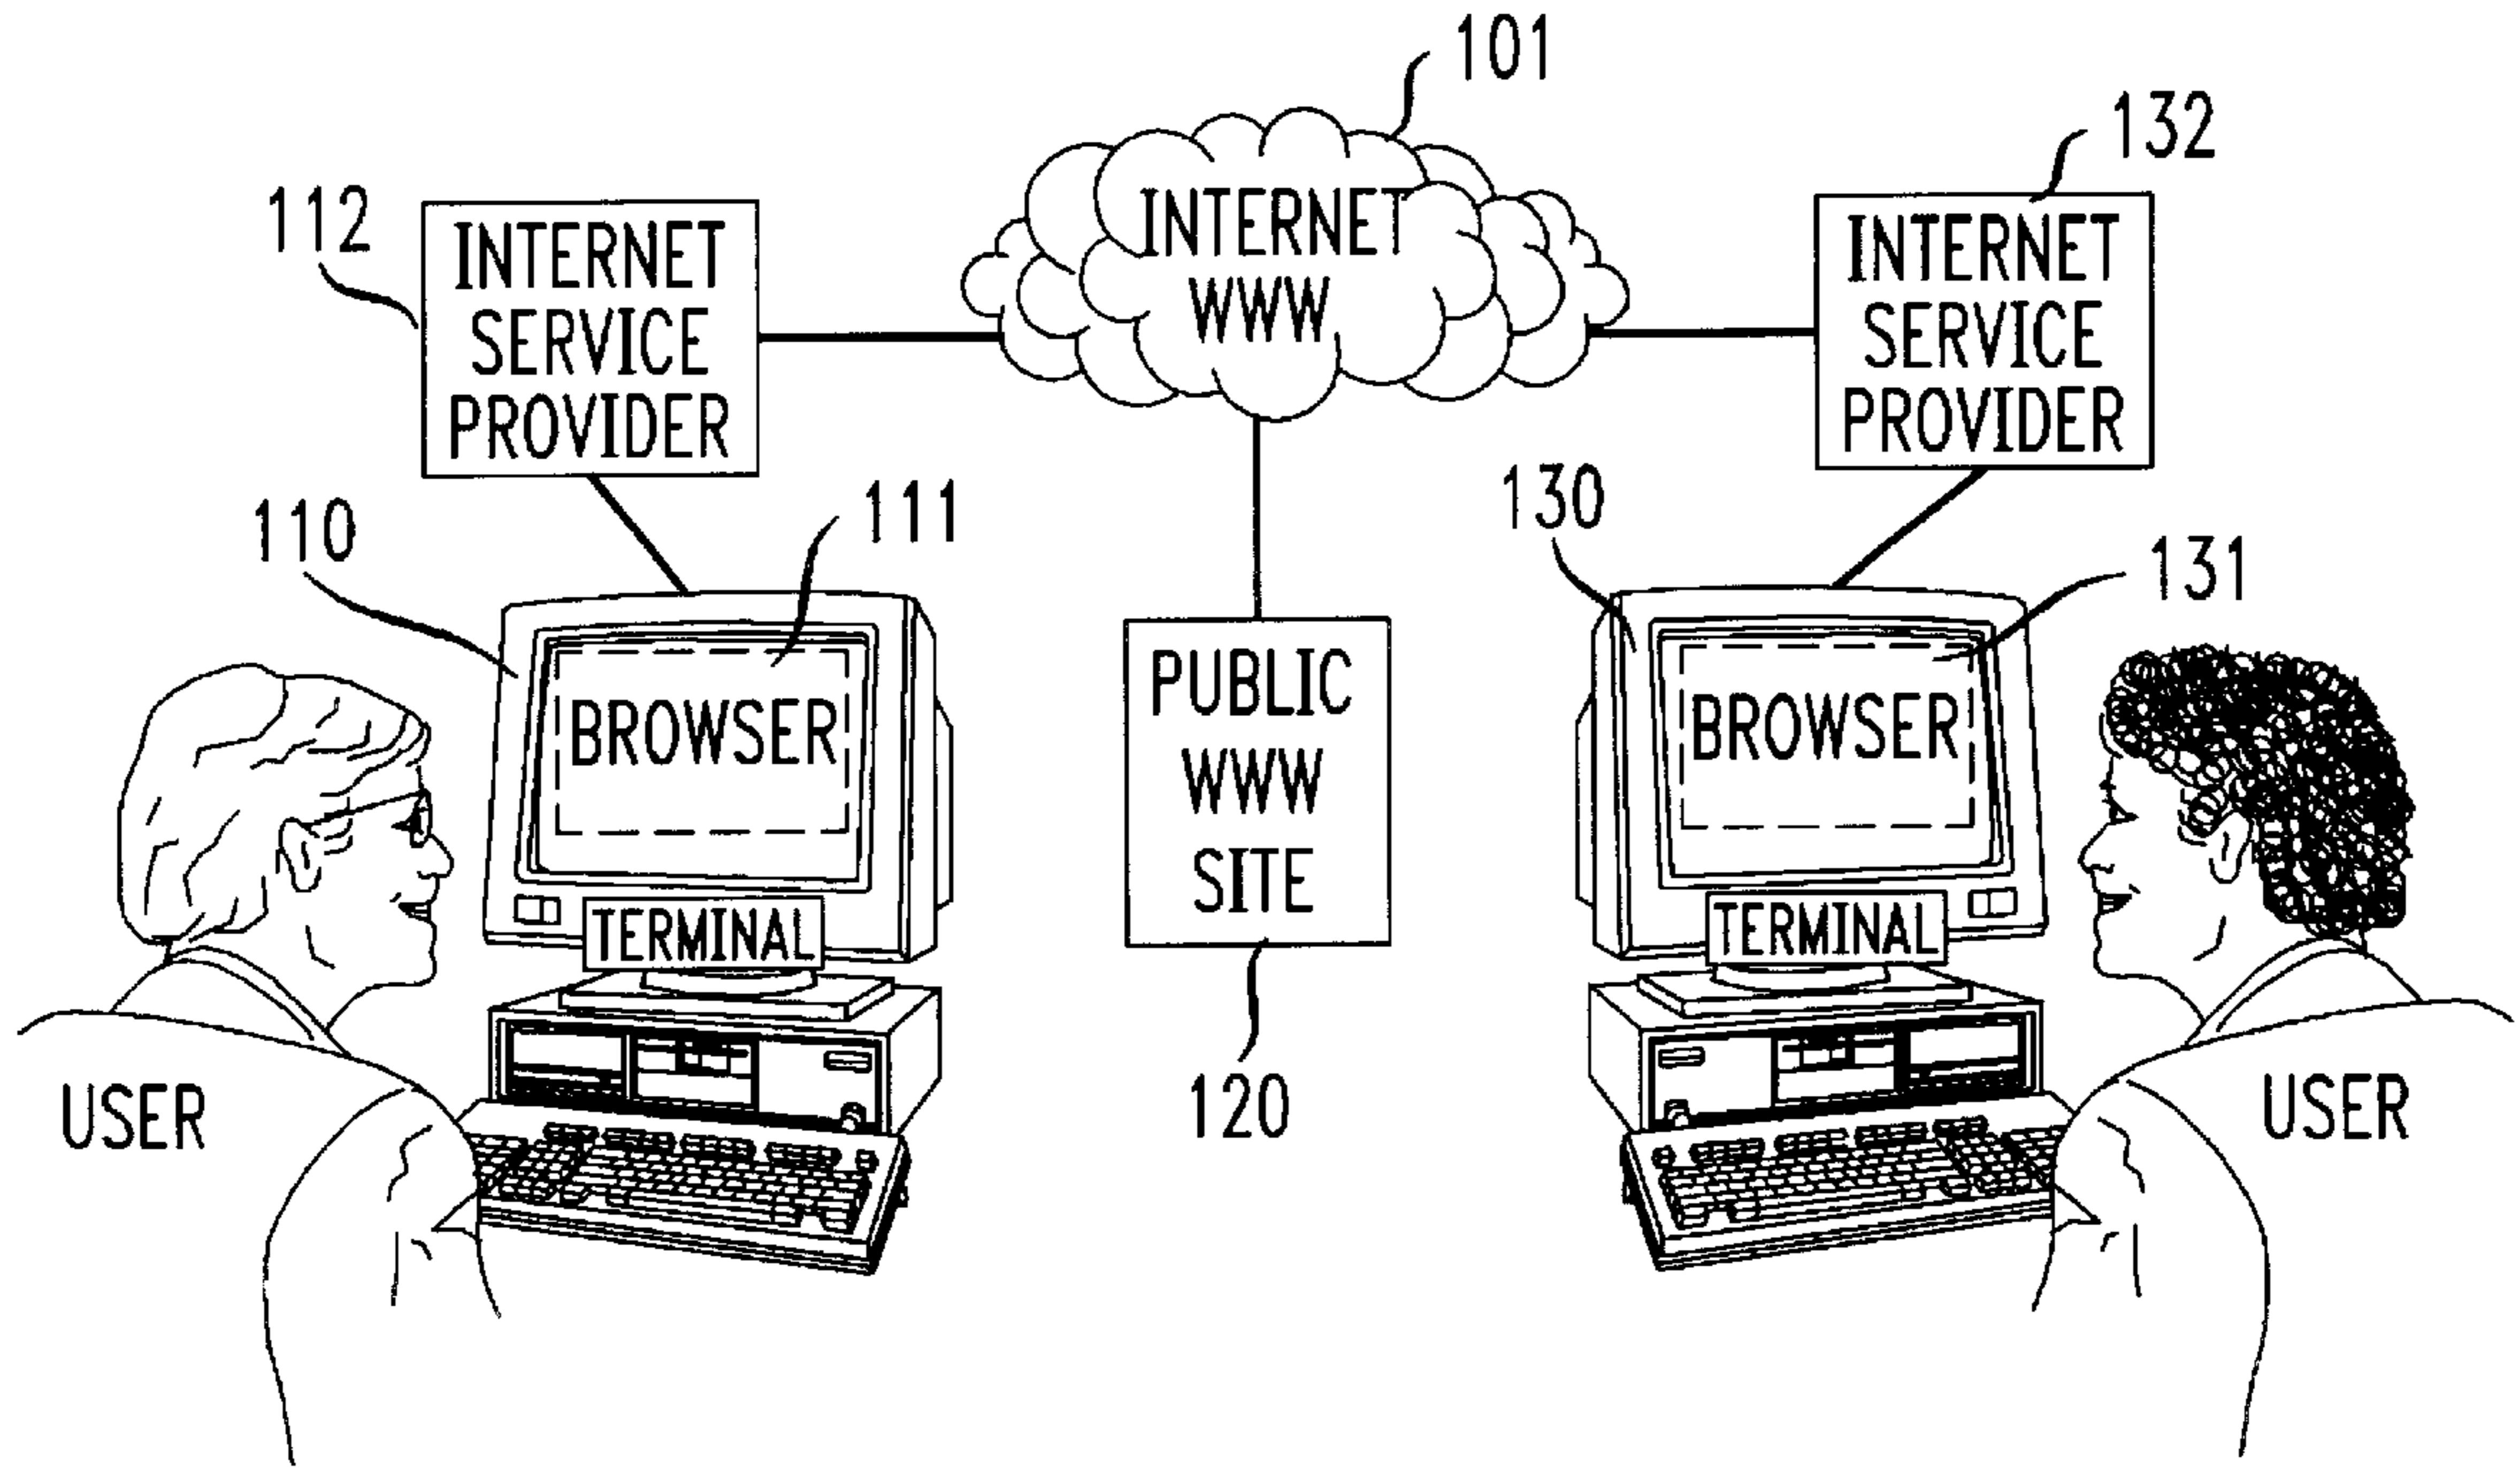 101
132
112
INTERNET
SERVICE
PROVIDER
INTERNET
WWW
INTERNET
SERVICE
PROVIDER
110
111
130
131
BROWSER
TERMINAL
PUBLIC
WWW
SITE
BROWSER
TERMINAL
USER
120
USER